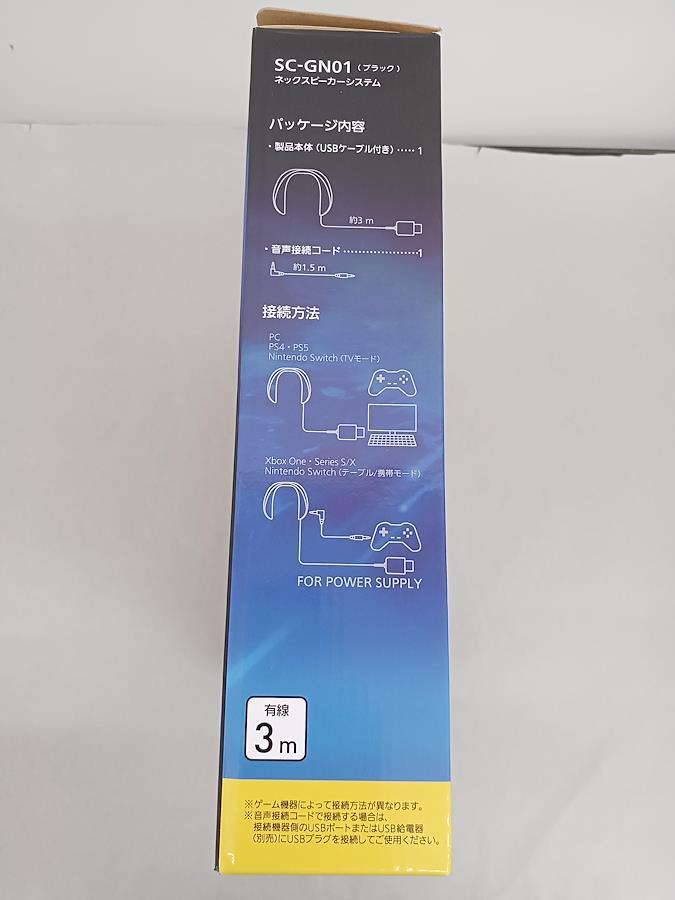 SC-GN01（ブラック）
ネックスピーカーシステム
パッケージ内容
・製品本体（USBケーブル付き）‥‥‥1
約3 m
・音声接続コード‥‥‥‥‥‥‥‥‥‥1
約1.5 m
接続方法
PC
PS4・PS5
Nintendo Switch（TVモード）
Xbox One・Series S/X
Nintendo Switch（テーブル/携帯モード）
FOR POWER SUPPLY
有線
3 m
※ゲーム機器によって接続方法が異なります。
※音声接続コードで接続する場合は、
接続機器側のUSBポートまたはUSB給電器
（別売）にUSBプラグを接続してご使用ください。